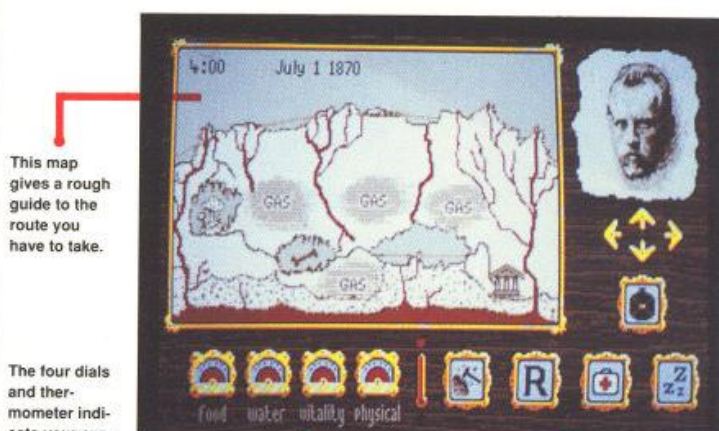 4:00 July 1 1870
This map
gives a rough
guide to the
route you
have to take.
GAS
GAS
GAS
GAS
The four dials
and ther-
mometer indi-
food water vitality physical
R
z z Z